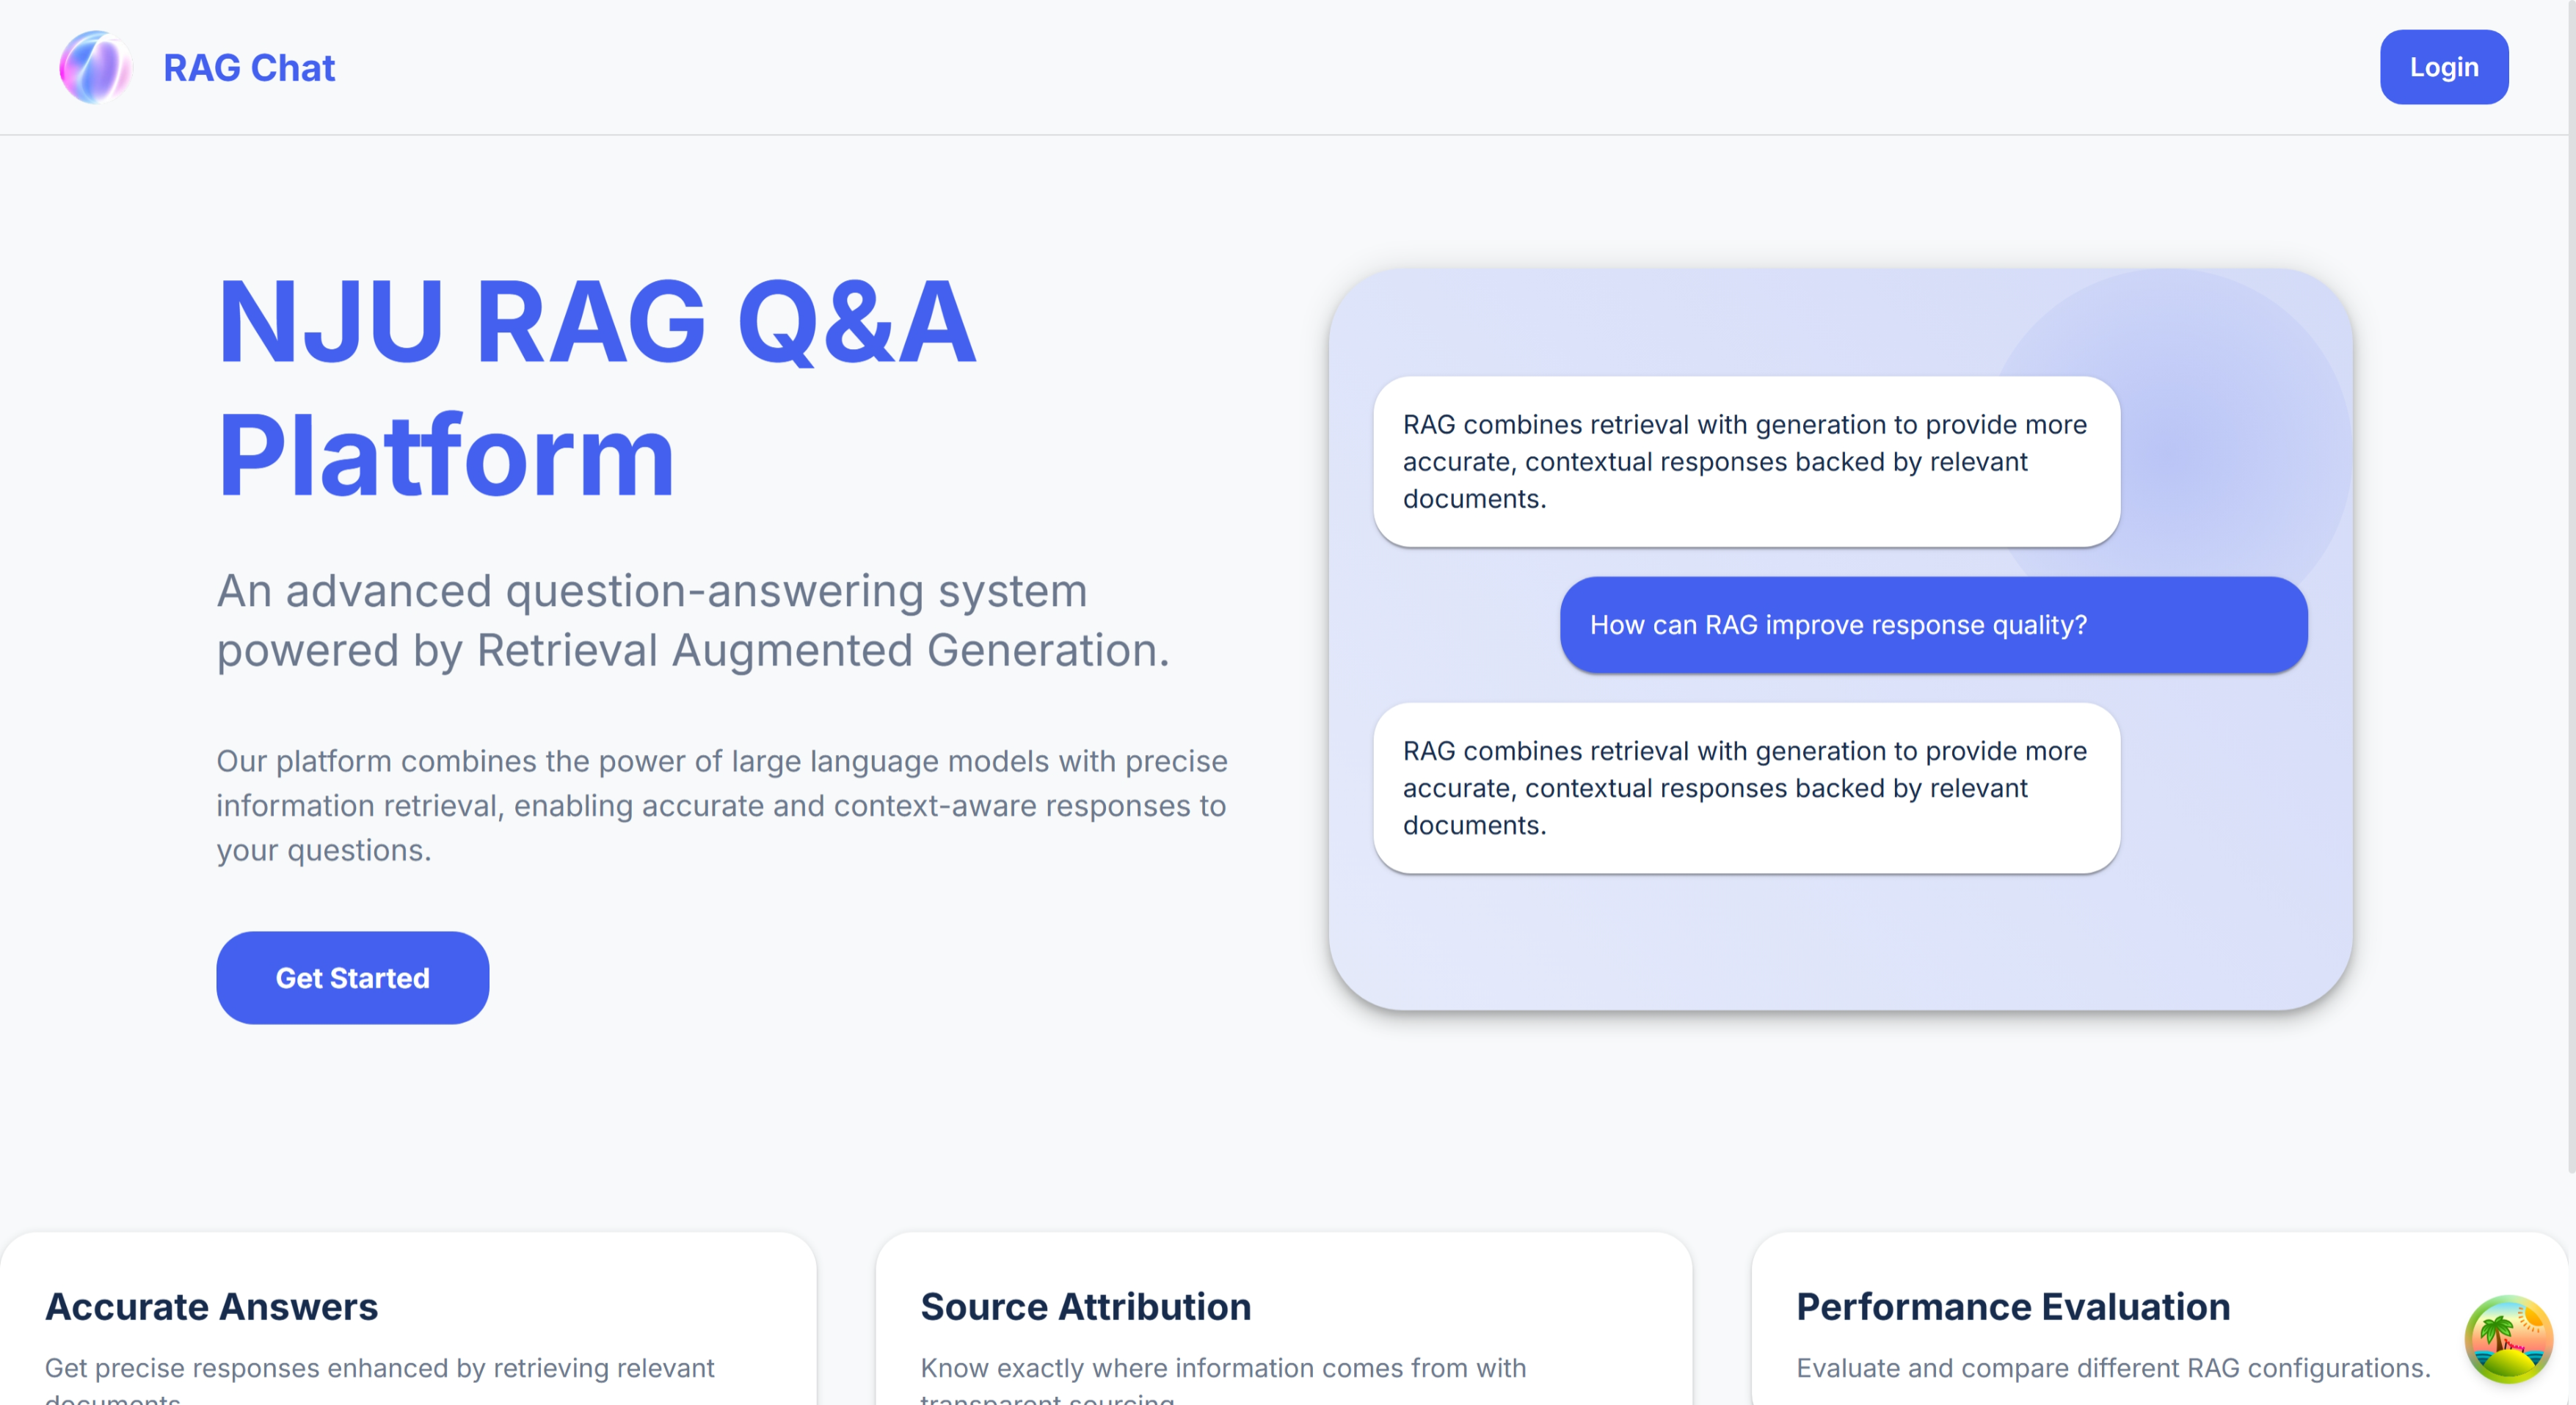 RAG Chat
Login
NJU RAG Q&A
Platform
An advanced question-answering system
powered by Retrieval Augmented Generation.
Our platform combines the power of large language models with precise
information retrieval, enabling accurate and context-aware responses to
your questions.
Get Started
RAG combines retrieval with generation to provide more
accurate, contextual responses backed by relevant
documents.
How can RAG improve response quality?
RAG combines retrieval with generation to provide more
accurate, contextual responses backed by relevant
documents.
Accurate Answers
Get precise responses enhanced by retrieving relevant
documents.
Source Attribution
Know exactly where information comes from with
transparent sourcing.
Performance Evaluation
Evaluate and compare different RAG configurations.